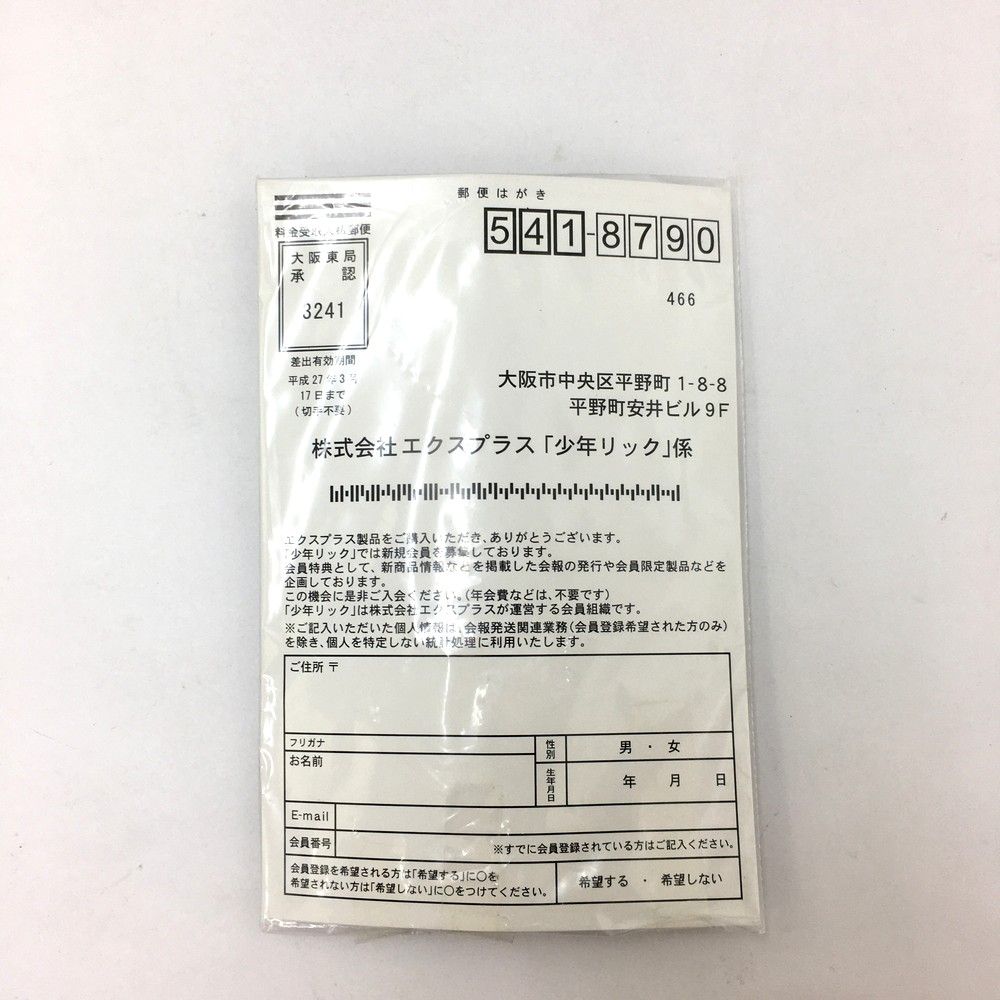 郵便はがき
料金受取人払郵便
541-8790
大阪東局
承認
3241
466
差出有効期間
平成27年3月
17日まで
(切手不要)
大阪市中央区平野町1-8-8
平野町安井ビル9F
株式会社エクスプラス「少年リック」係
エクスプラス製品をご購入いただき、ありがとうございます。
「少年リック」では新規会員を募集しております。
会員特典として、新商品情報などを掲載した会報の発行や会員限定製品などを
企画しております。
この機会に是非ご入会ください。(年会費などは、不要です)
「少年リック」は株式会社エクスプラスが運営する会員組織です。
※ご記入いただいた個人情報は、会報発送関連業務(会員登録希望された方のみ)
を除き、個人を特定しない統計処理に利用いたします。
ご住所 〒
フリガナ
お名前
性別
男 ・ 女
生年月日
年 月 日
E-mail
会員番号
※すでに会員登録されている方はご記入ください。
会員登録を希望される方は「希望する」に○を
希望されない方は「希望しない」に○をつけてください。
希望する ・ 希望しない